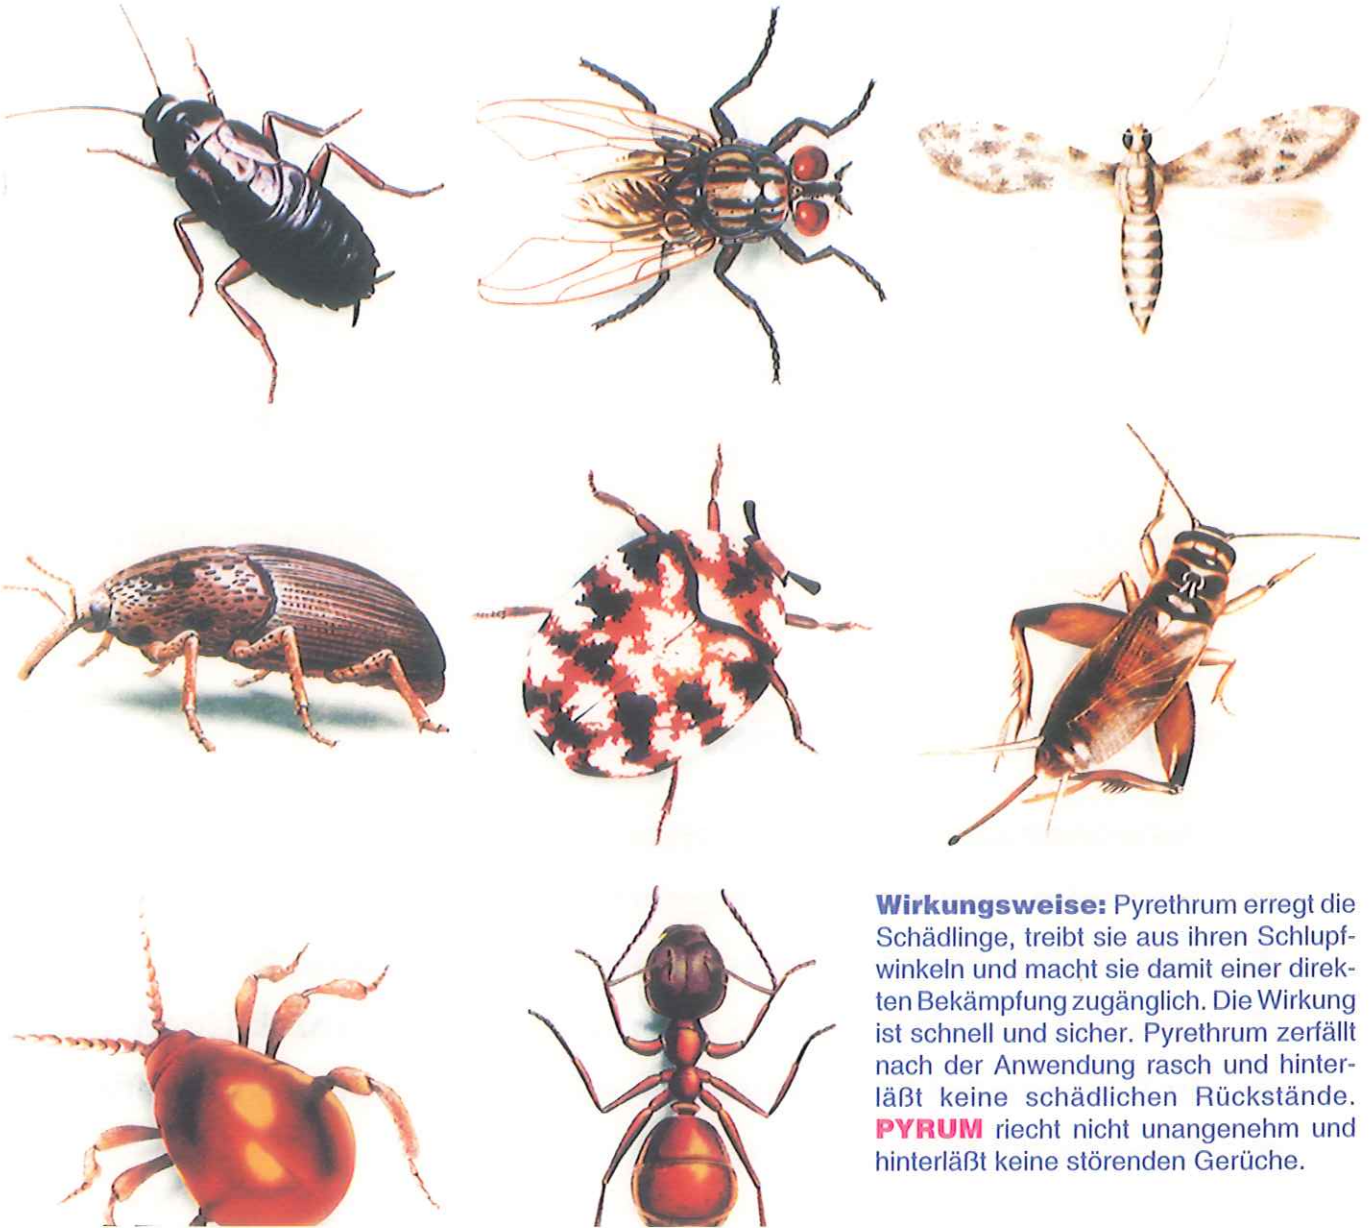 Wirkungsweise: Pyrethrum erregt die
Schädlinge, treibt sie aus ihren Schlupf-
winkeln und macht sie damit einer direk-
ten Bekämpfung zugänglich. Die Wirkung
ist schnell und sicher. Pyrethrum zerfällt
nach der Anwendung rasch und hinter-
läßt keine schädlichen Rückstände.
PYRUM riecht nicht unangenehm und
hinterläßt keine störenden Gerüche.